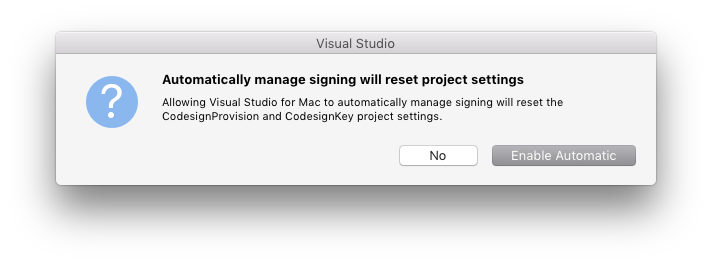 Visual Studio
Automatically manage signing will reset project settings
Allowing Visual Studio for Mac to automatically manage signing will reset the
CodesignProvision and CodesignKey project settings.
No
Enable Automatic